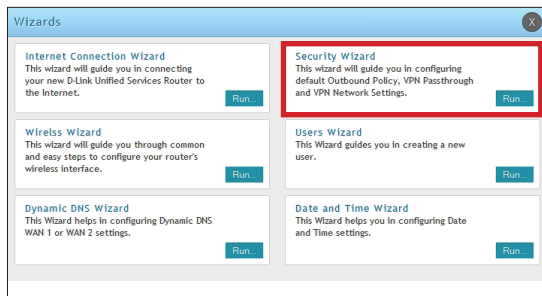 Wizards
X
Internet Connection Wizard
This wizard will guide you in connecting
your new D-Link Unified Services Router to
the Internet.
Run...
Security Wizard
This wizard will guide you in configuring
default Outbound Policy, VPN Passthrough
and VPN Network Settings.
Run...
Wirelss Wizard
This wizard will guide you through common
and easy steps to configure your router's
wireless interface.
Run...
Users Wizard
This Wizard guides you in creating a new
user.
Run...
Dynamic DNS Wizard
This Wizard helps in configuring Dynamic DNS
WAN 1 or WAN 2 settings.
Run...
Date and Time Wizard
This Wizard helps you in configuring Date
and Time settings.
Run...